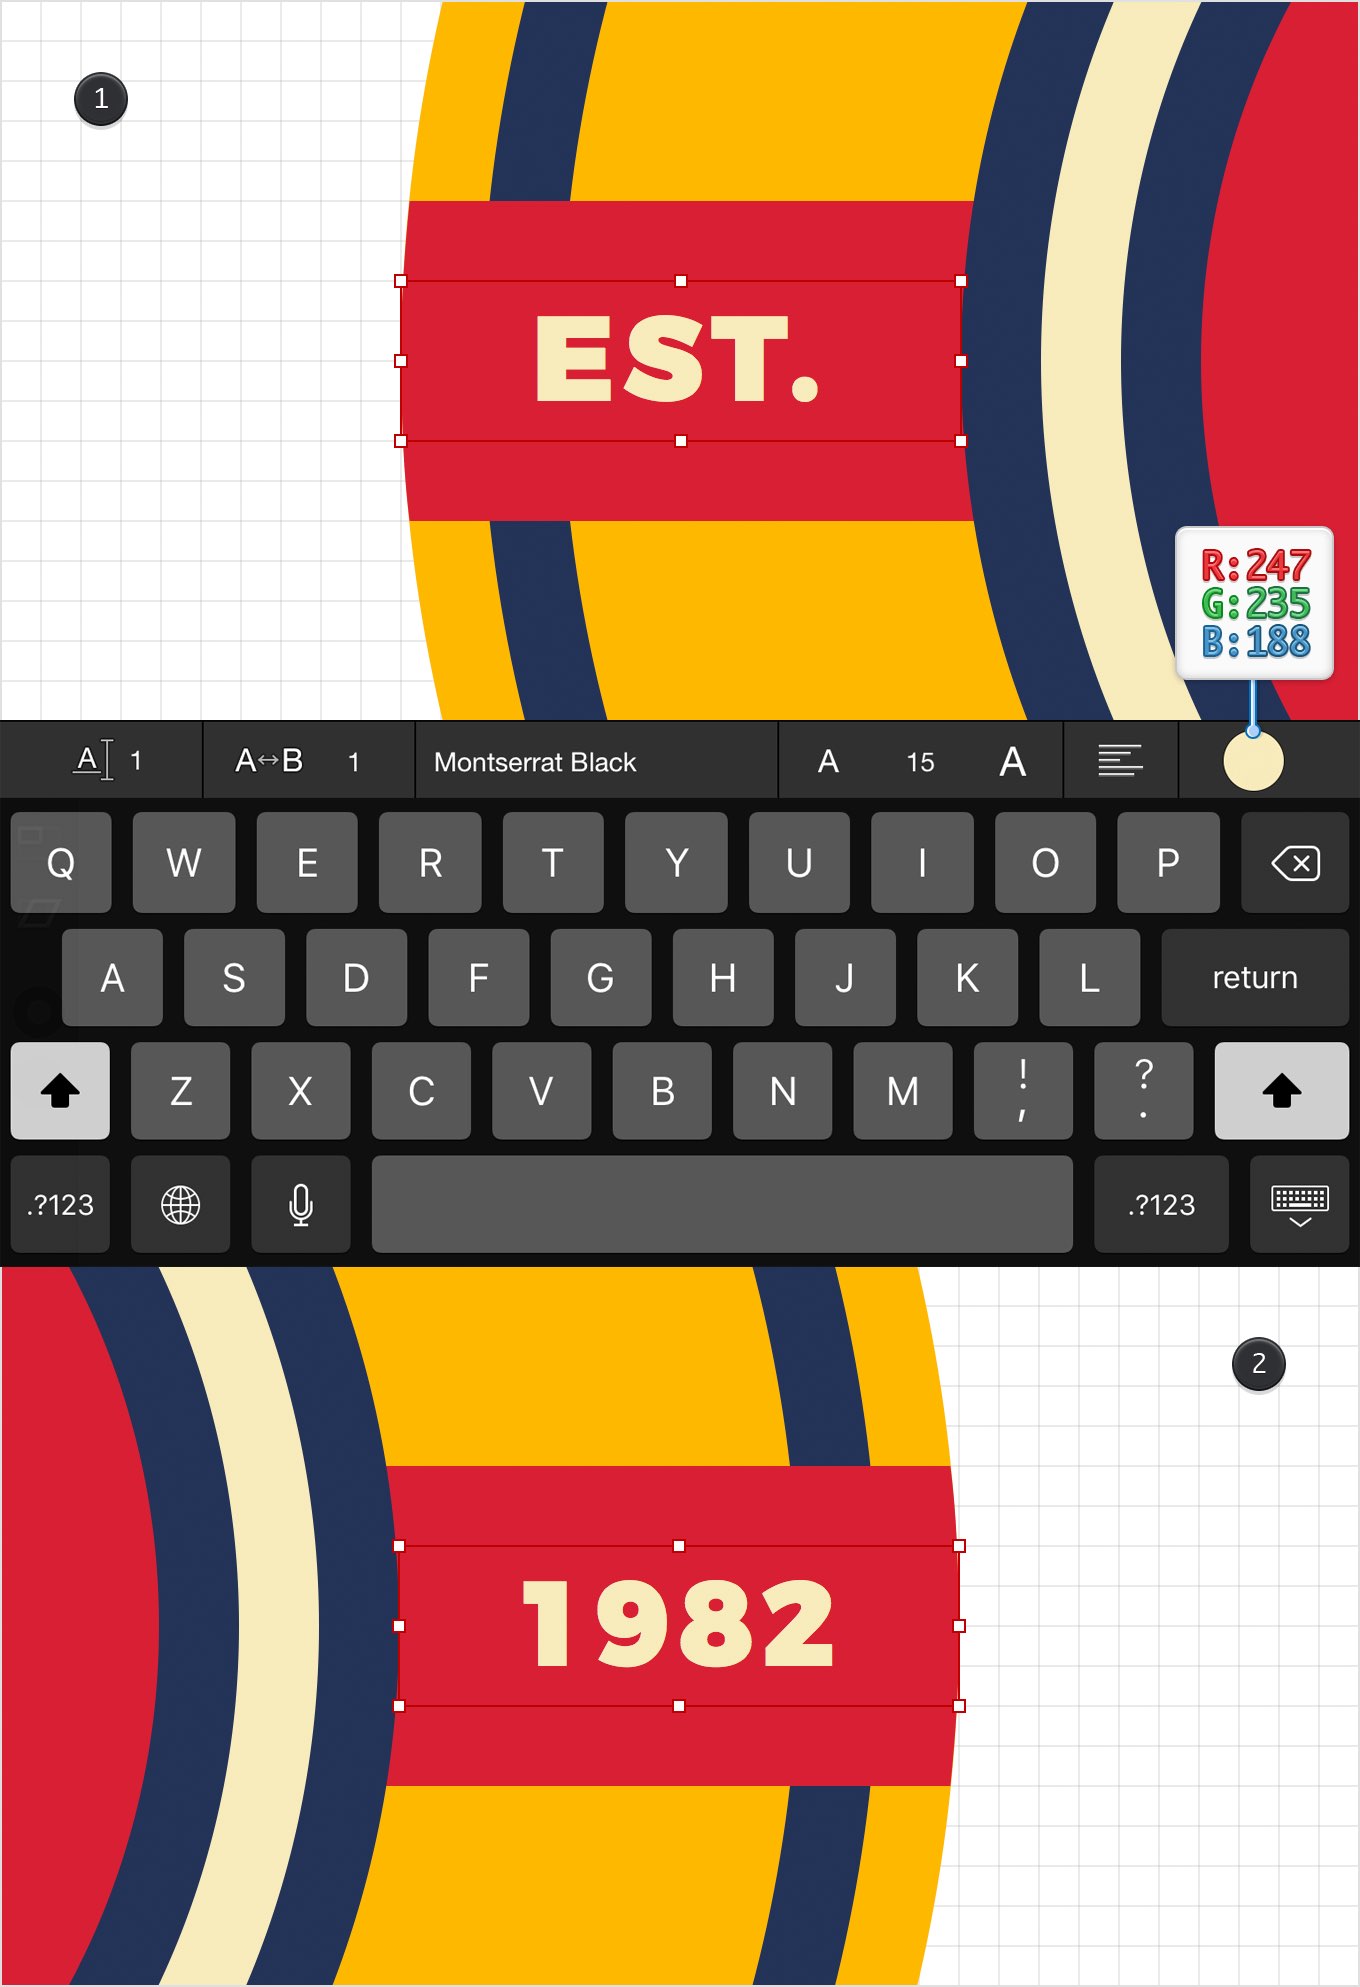 1
EST.
R:247
G:235
B:188
A 1 A↔B 1 Montserrat Black A 15 A
Q W E R T Y U I O P
A S D F G H J K L return
Z X C V B N M ! , ? .
.?123 .?123
2
1982